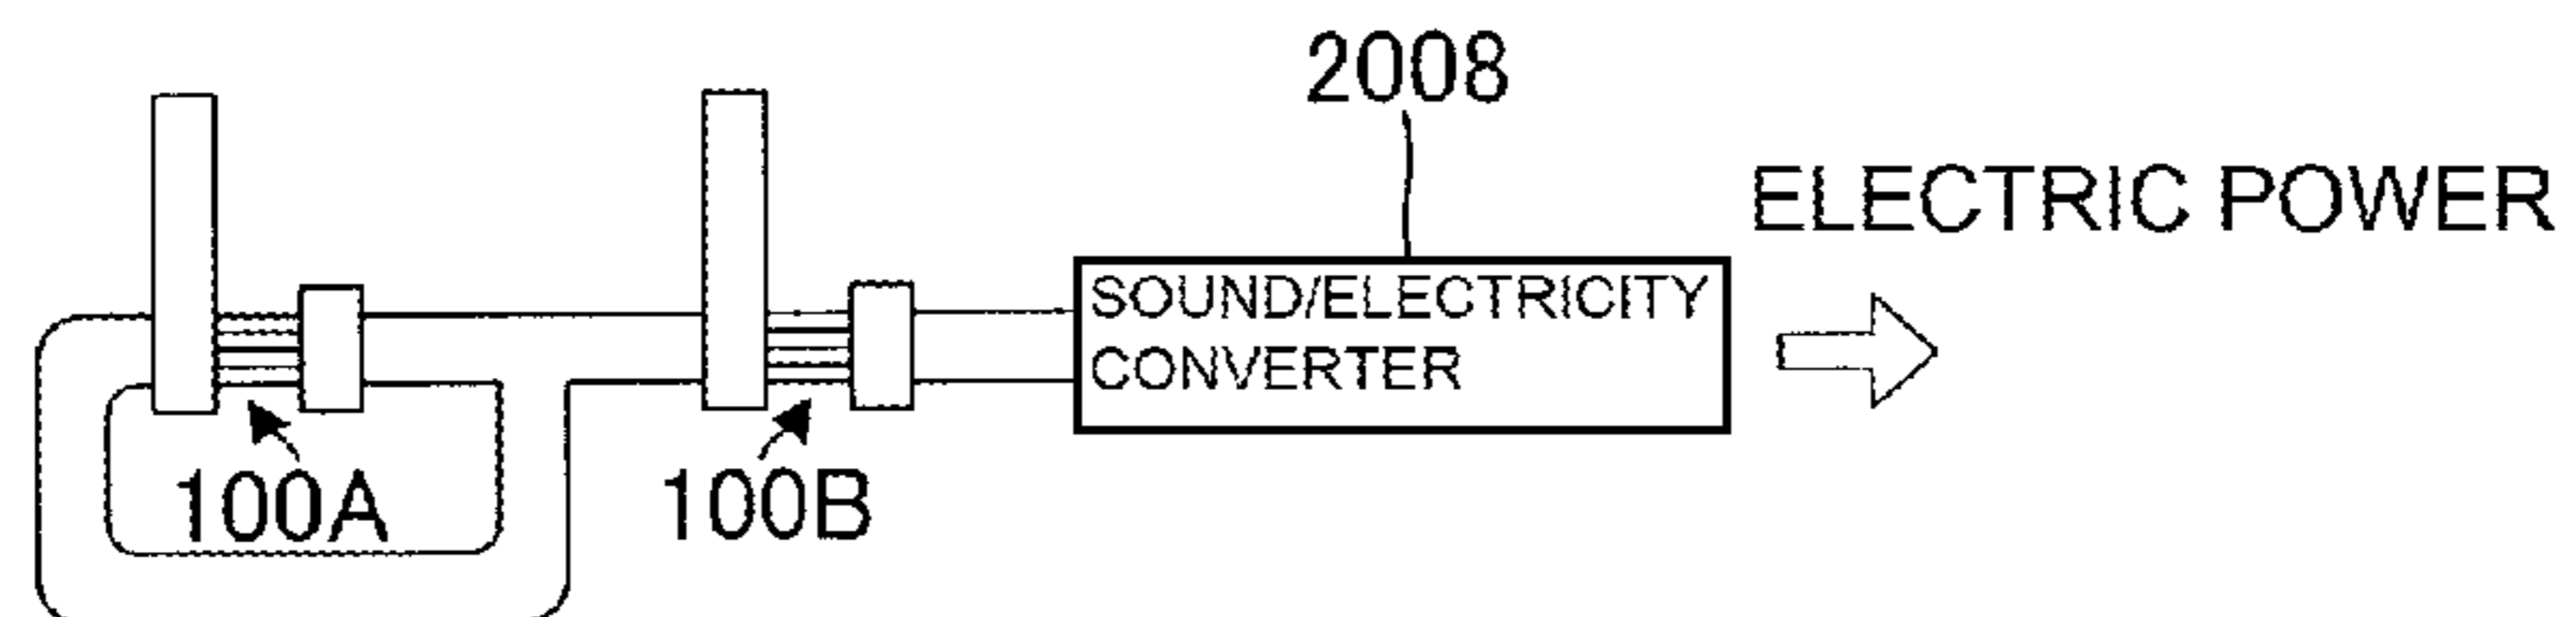 2008
ELECTRIC POWER
SOUND/ELECTRICITY
CONVERTER
100A
100B